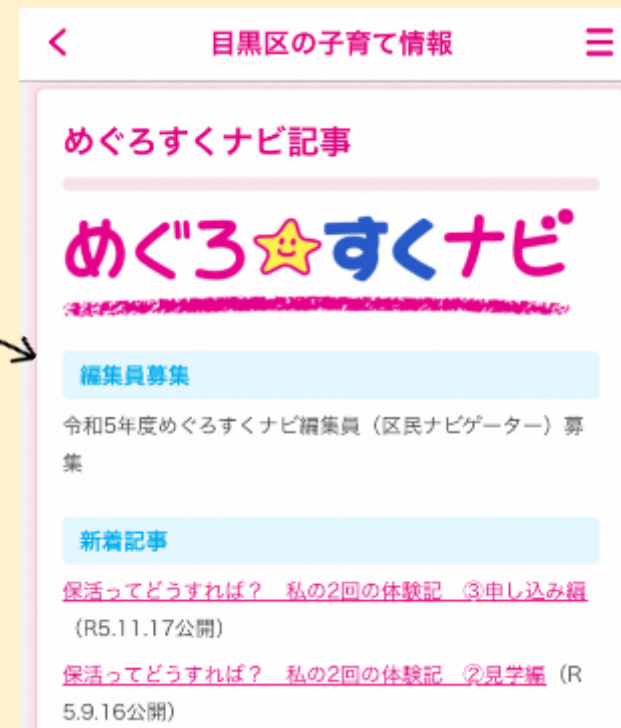 目黒区の子育て情報
めぐろすくナビ記事
めぐろ☆すくナビ
編集員募集
令和5年度めぐろすくナビ編集員（区民ナビゲーター）募
集
新着記事
保活ってどうすれば？　私の2回の体験記　③申し込み編
（R5.11.17公開）
保活ってどうすれば？　私の2回の体験記　②見学編（R
5.9.16公開）